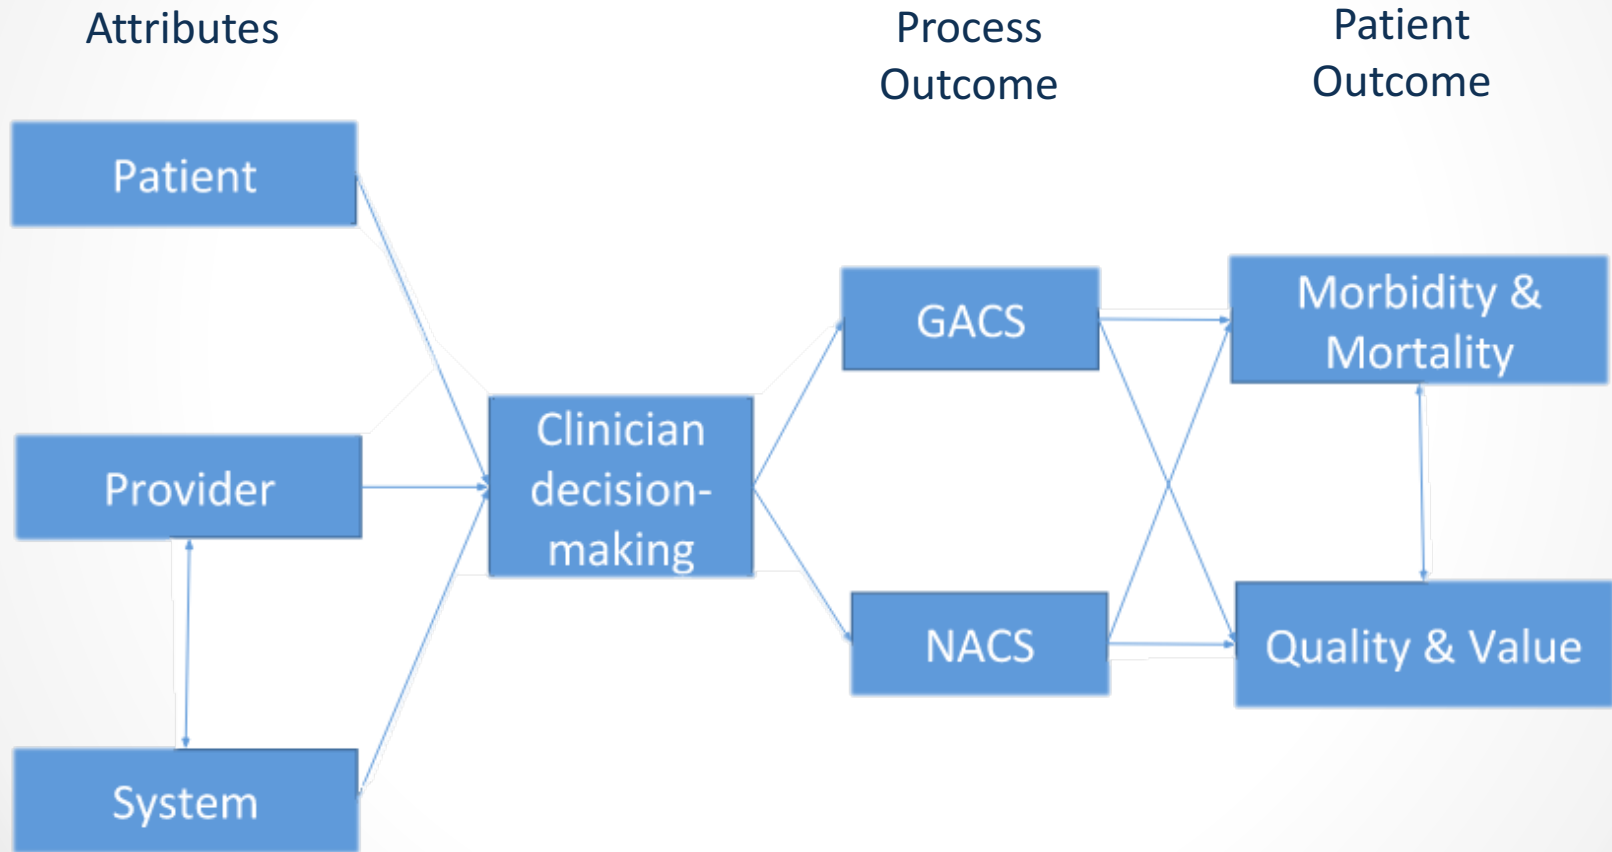 Attributes
Process
Outcome
Patient
Outcome
Patient
Provider
System
Clinician
decision-
making
GACS
NACS
Morbidity &
Mortality
Quality & Value